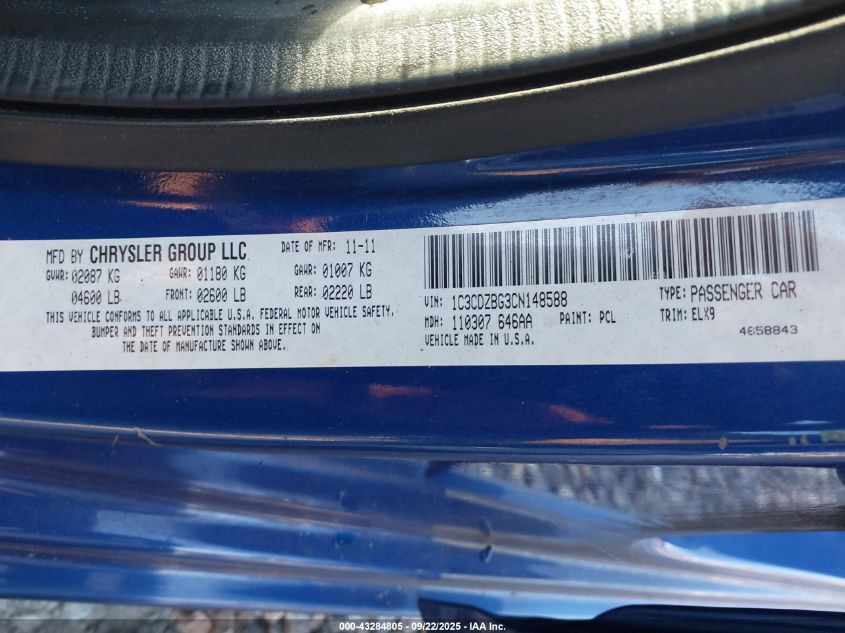 MFD BY CHRYSLER GROUP LLC DATE OF MFR: 11-11
GVWR: 02087 KG GAWR: 01180 KG GAWR: 01007 KG
04600 LB FRONT: 02600 LB REAR: 02220 LB
THIS VEHICLE CONFORMS TO ALL APPLICABLE U.S.A. FEDERAL MOTOR VEHICLE SAFETY,
BUMPER AND THEFT PREVENTION STANDARDS IN EFFECT ON
THE DATE OF MANUFACTURE SHOWN ABOVE.
VIN: 1C3CDZBG3CN148588 TYPE: PASSENGER CAR
MDH: 110307 646AA PAINT: PCL TRIM: ELX9
VEHICLE MADE IN U.S.A. 4658843
000-43284805 - 09/22/2025 - IAA, Inc.